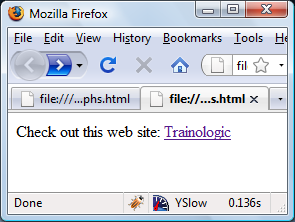 Mozilla Firefox
File Edit View History Bookmarks Tools He
fil
file:///...phs.html file://...s.html
Check out this web site: Trainologic
Done YSlow 0.136s